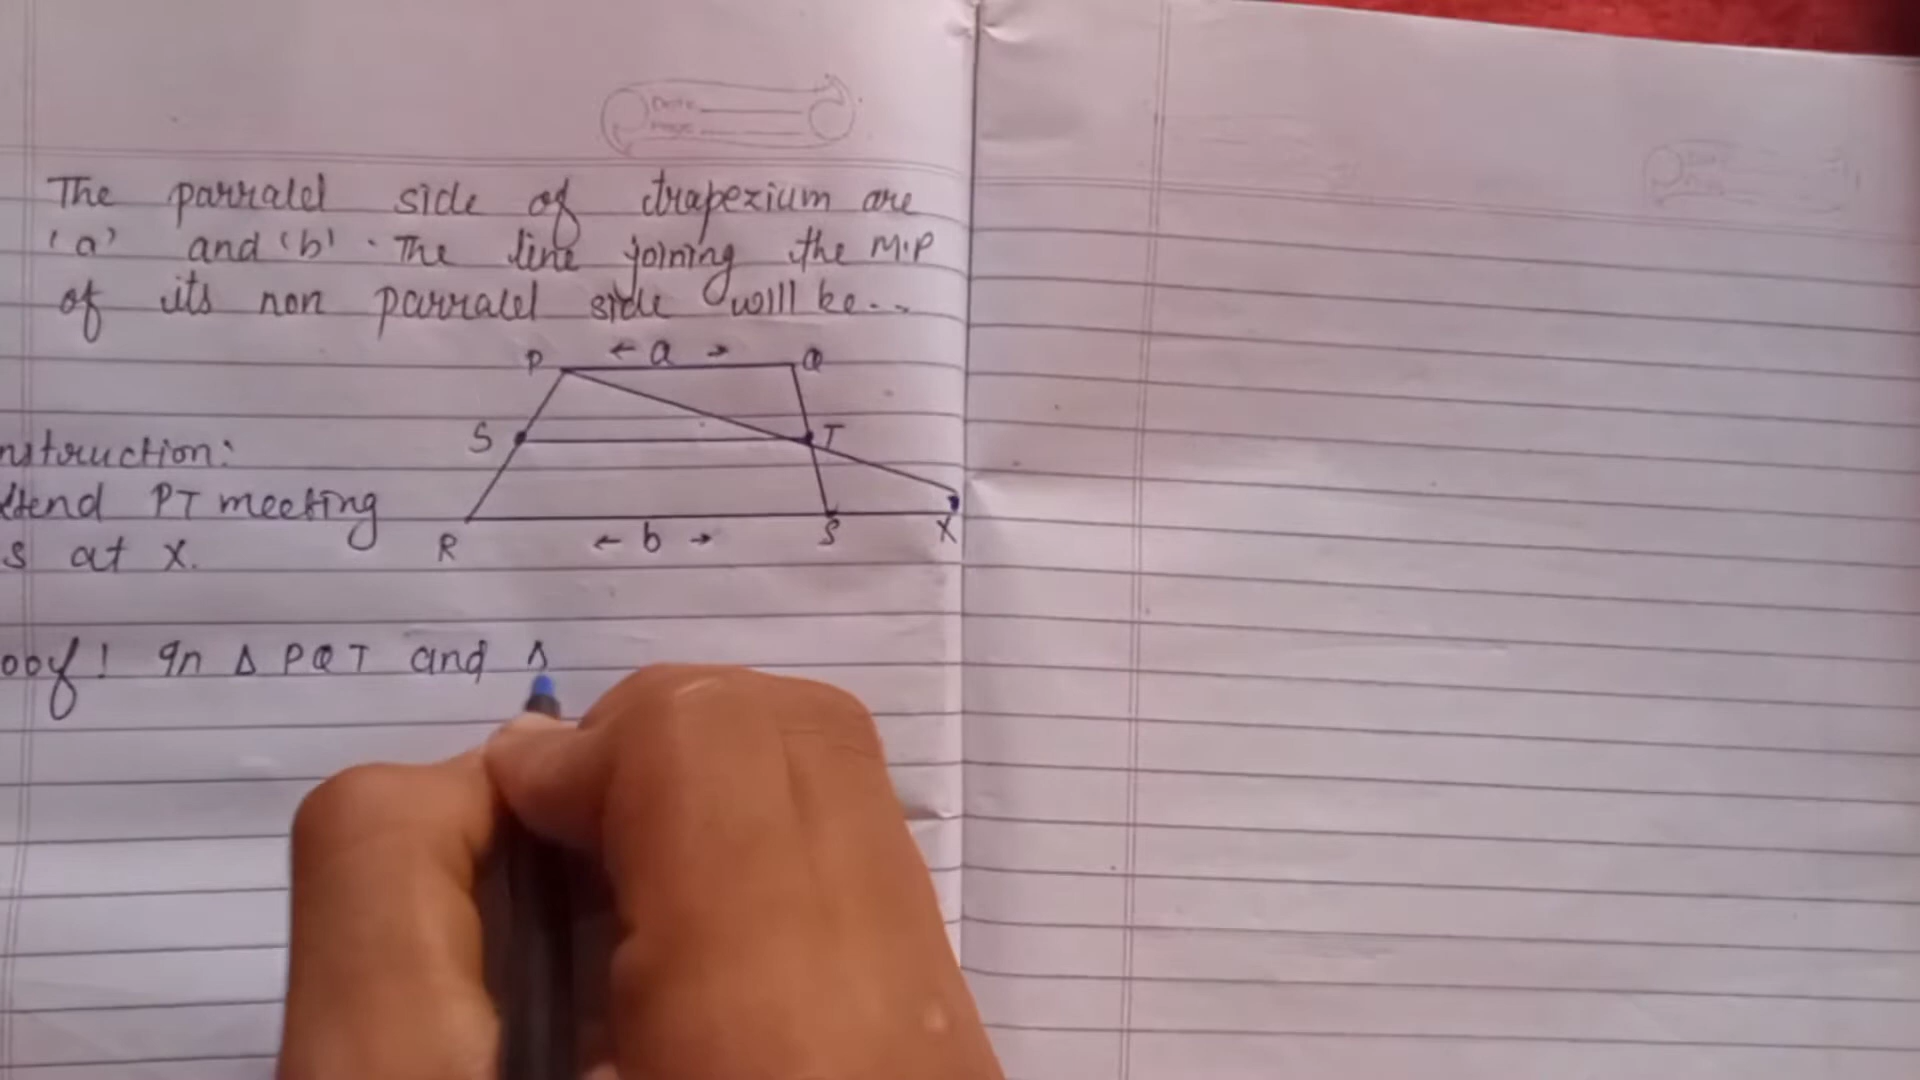 The parralel side of trapezium are
'a' and 'b'. The line joining the M.P
of its non parralel side will be...
P ← a → Q
S T
nstruction:
xtend PT meeting
s at X.
R ← b → S X
oof! In Δ PQT and Δ